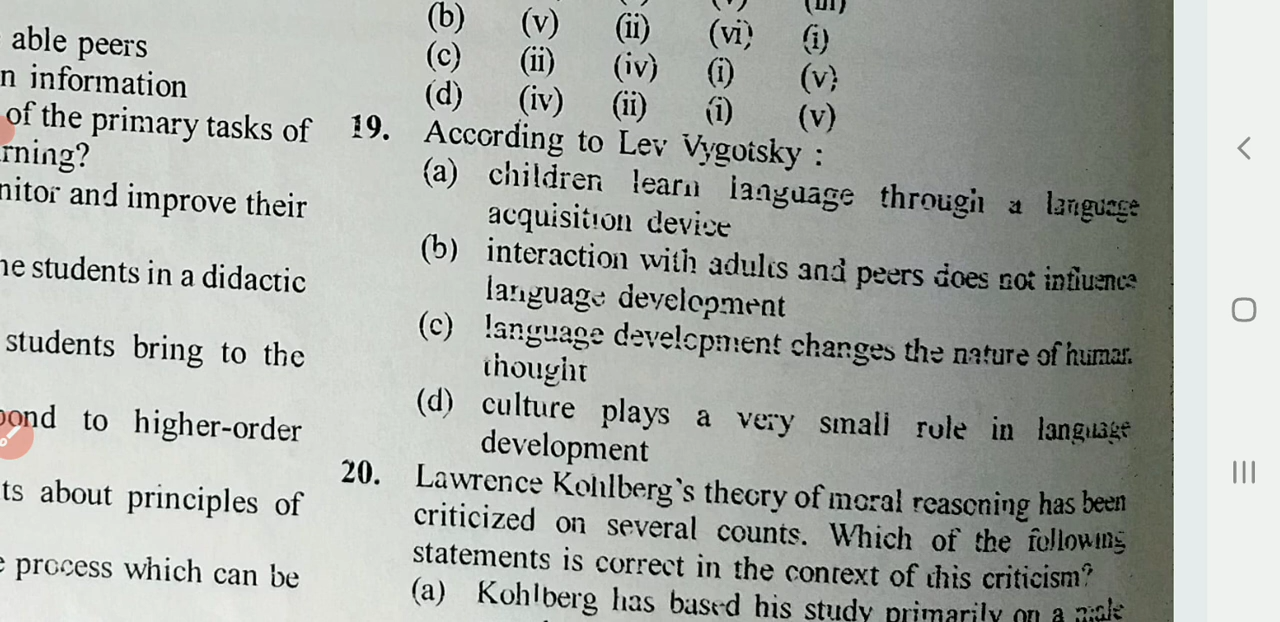 able peers
n information
of the primary tasks of
rning?
nitor and improve their
ne students in a didactic
students bring to the
pond to higher-order
ts about principles of
e process which can be
(b) (v) (ii) (vi) (i)
(c) (ii) (iv) (i) (v)
(d) (iv) (ii) (i) (v)
19. According to Lev Vygotsky :
(a) children learn language through a language
acquisition device
(b) interaction with adults and peers does not influence
language development
(c) language development changes the nature of human
thought
(d) culture plays a very small role in language
development
20. Lawrence Kohlberg's theory of moral reasoning has been
criticized on several counts. Which of the following
statements is correct in the context of this criticism?
(a) Kohlberg has based his study primarily on a male